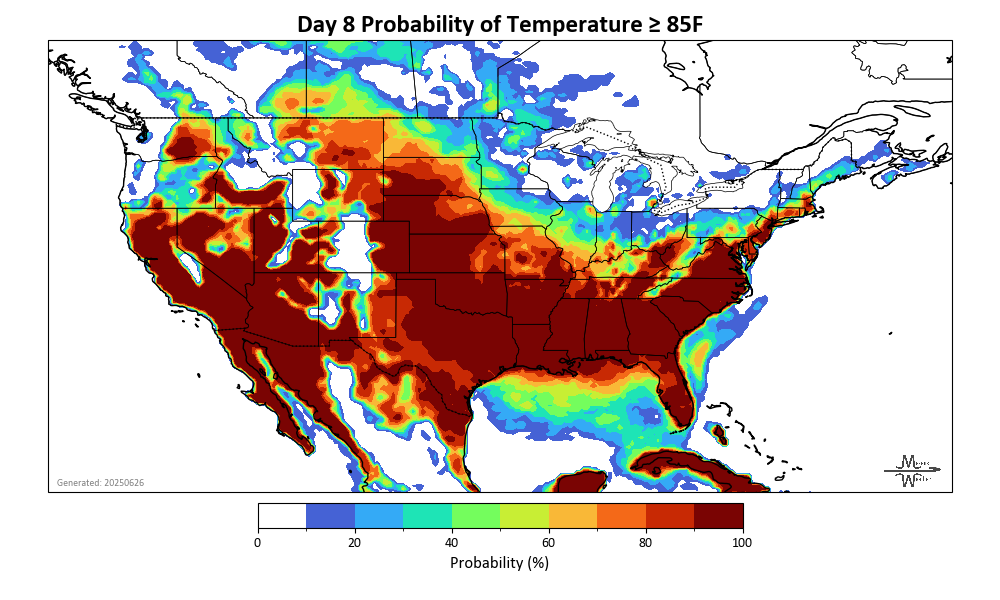 Day 8 Probability of Temperature ≥ 85F
Generated: 20250626
0 20 40 60 80 100
Probability (%)